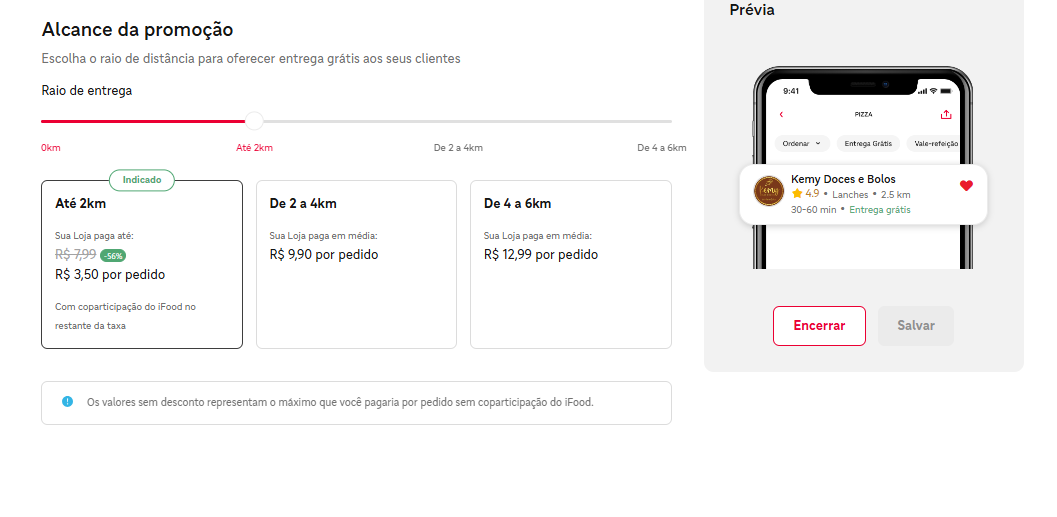 Alcance da promoção
Escolha o raio de distância para oferecer entrega grátis aos seus clientes
Raio de entrega
0km
Até 2km
De 2 a 4km
De 4 a 6km
Indicado
Até 2km
Sua Loja paga até:
R$ 7,99 -56%
R$ 3,50 por pedido
Com coparticipação do iFood no
restante da taxa
De 2 a 4km
Sua Loja paga em média:
R$ 9,90 por pedido
De 4 a 6km
Sua Loja paga em média:
R$ 12,99 por pedido
Os valores sem desconto representam o máximo que você pagaria por pedido sem coparticipação do iFood.
Prévia
9:41
PIZZA
Ordenar
Entrega Grátis
Vale-refeição
Kemy
Kemy Doces e Bolos
4.9 • Lanches • 2.5 km
30-60 min • Entrega grátis
Encerrar
Salvar